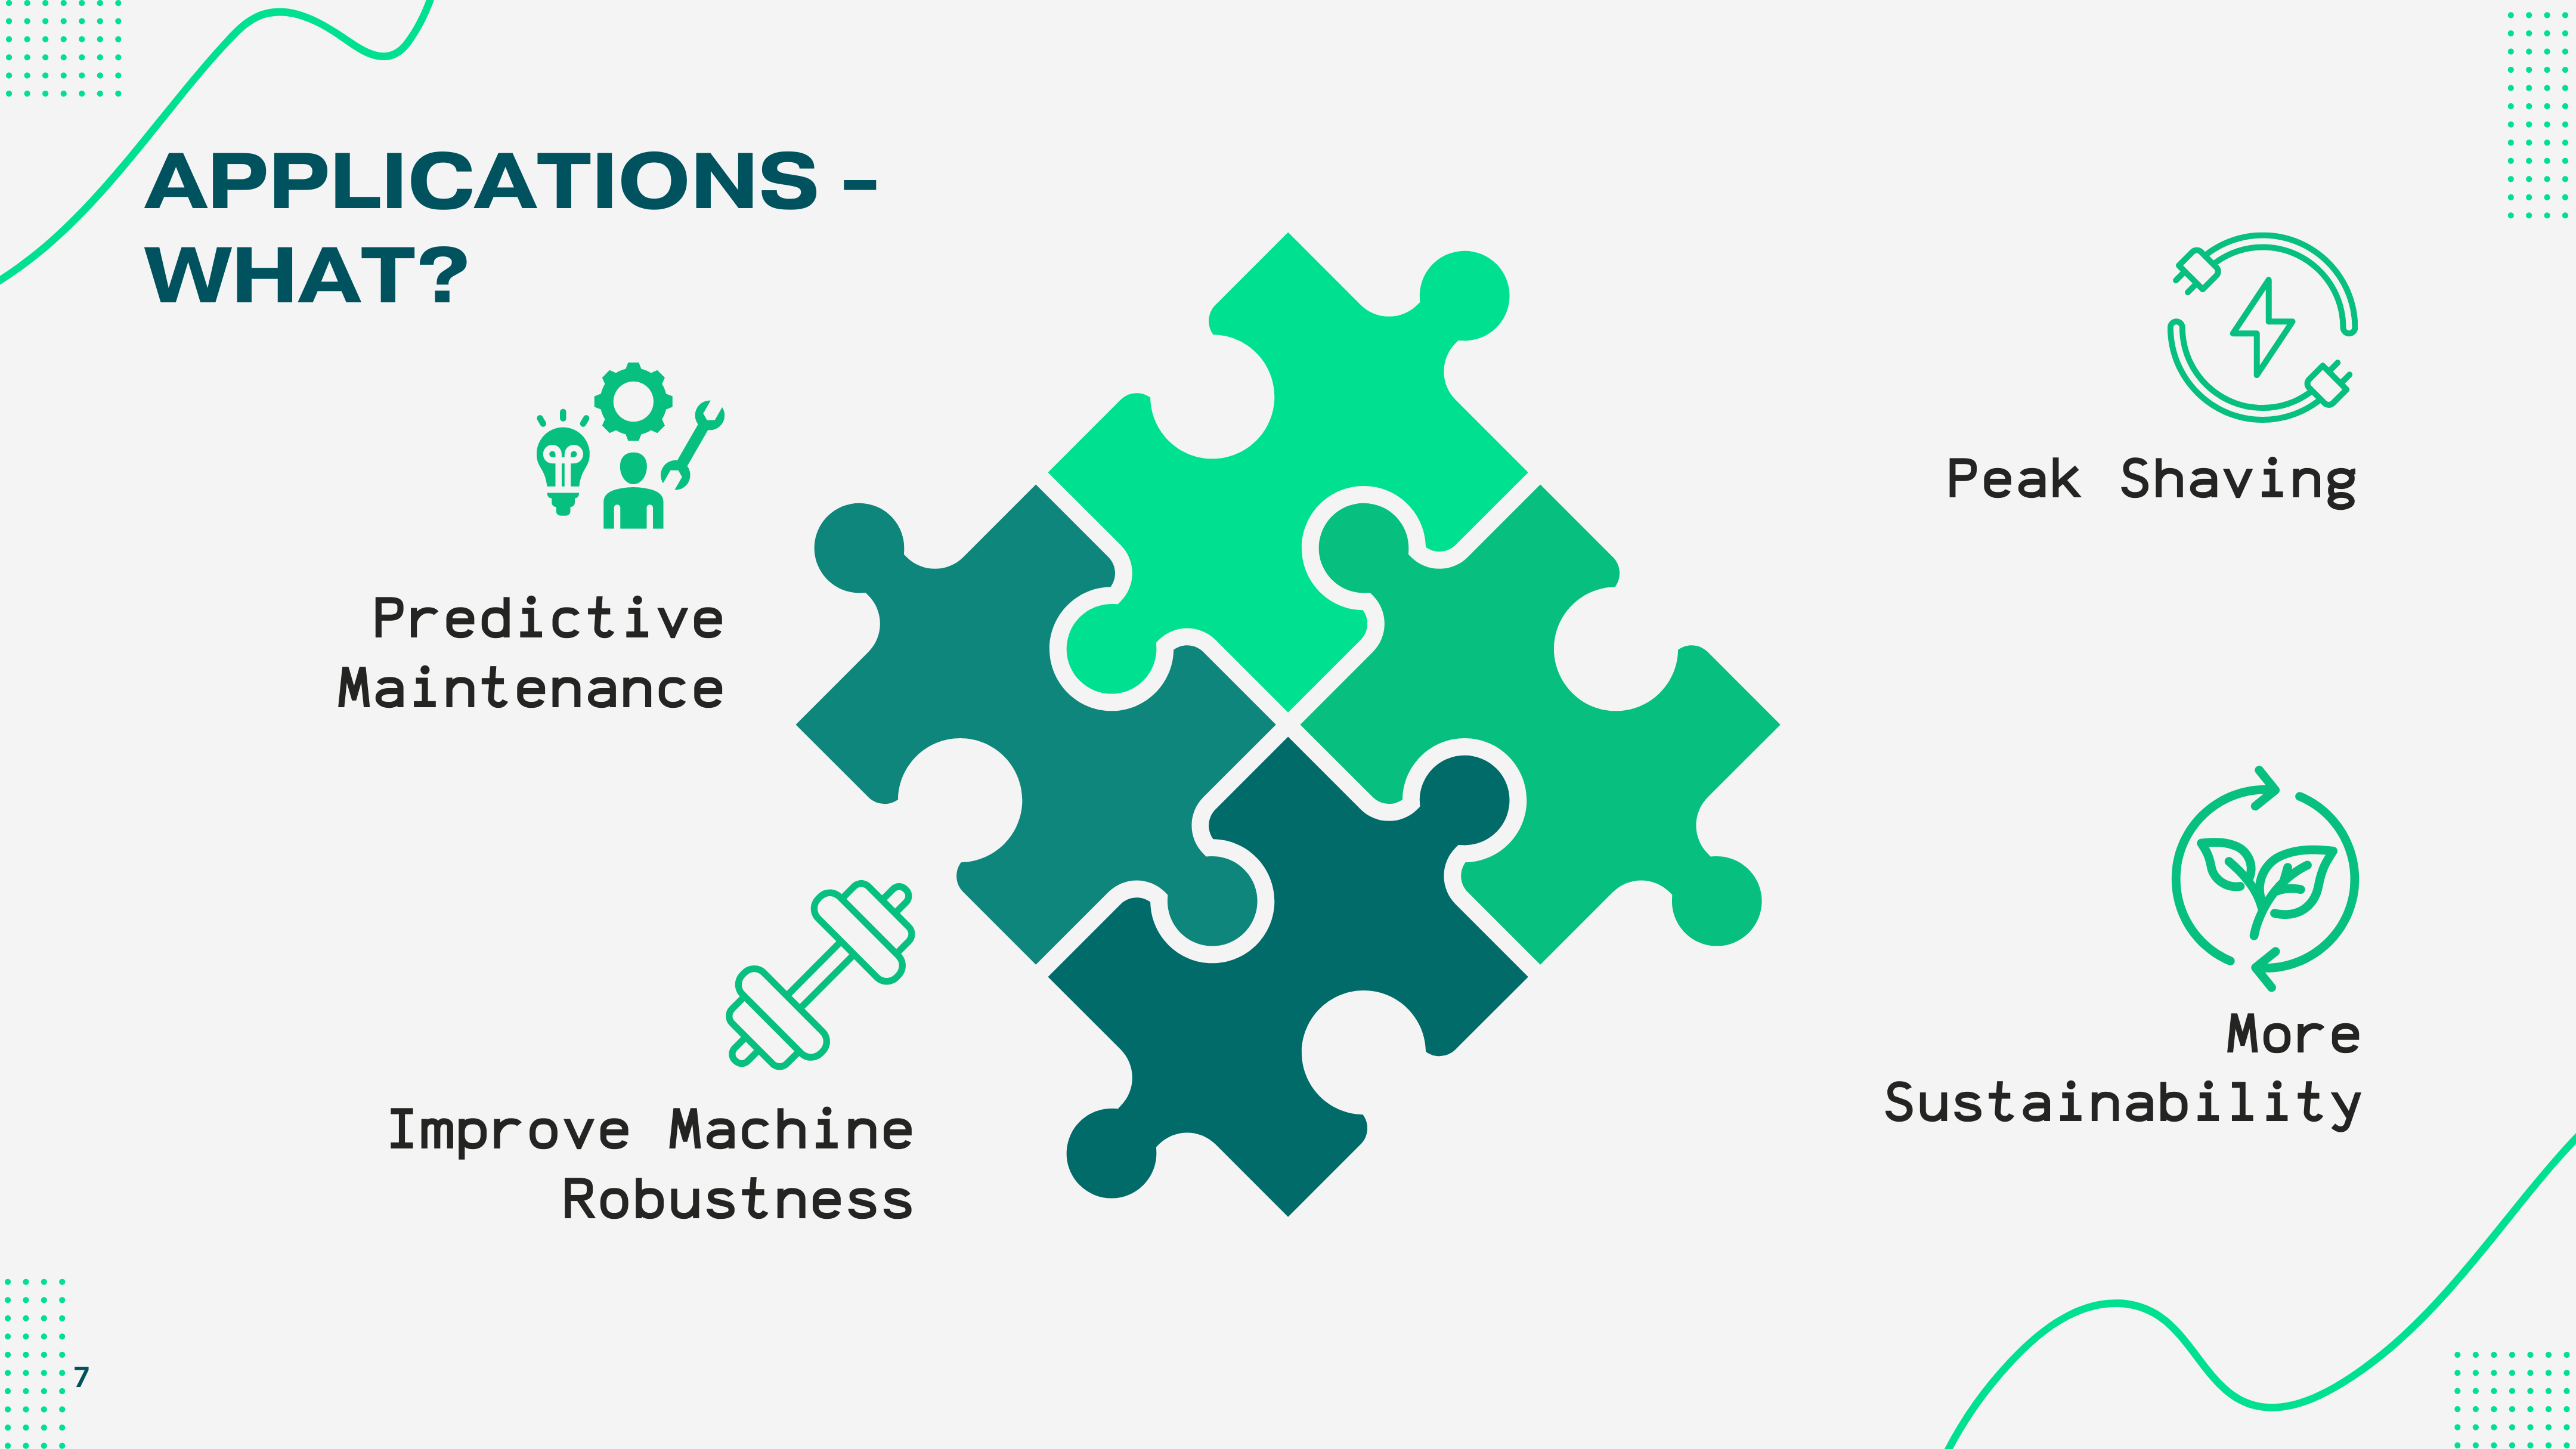 APPLICATIONS -
WHAT?
Predictive
Maintenance
Peak Shaving
Improve Machine
Robustness
More
Sustainability
7